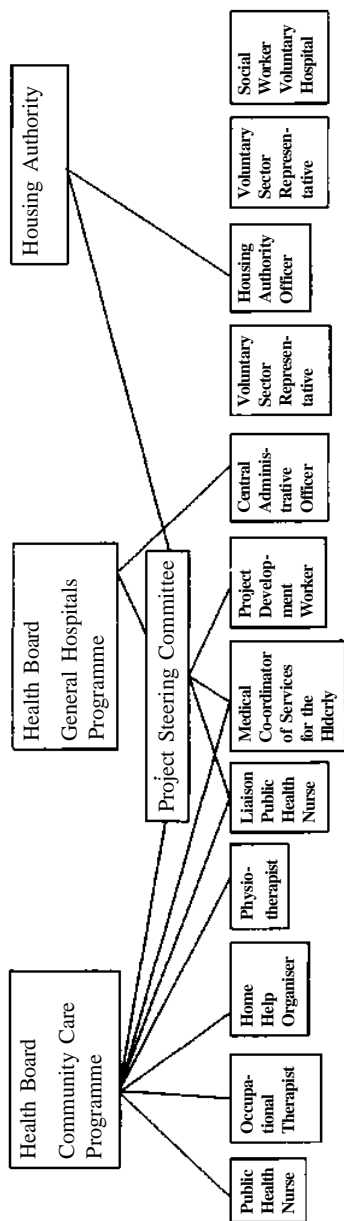 Health Board
Community Care
Programme
Health Board
General Hospitals
Programme
Housing Authority
Project Steering Committee
Public
Health
Nurse
Occupa-
tional
Therapist
Home
Help
Organiser
Physio-
therapist
Liaison
Public
Health
Nurse
Medical
Co-ordinator
of Services
for the
Hldcrly
Project
Develop-
ment
Worker
Central
Adminis-
trative
Officer
Voluntary
Sector
Represen-
tative
Housing
Authority
Officer
Voluntary
Sector
Represen-
tative
Social
Worker
Voluntary
Hospital